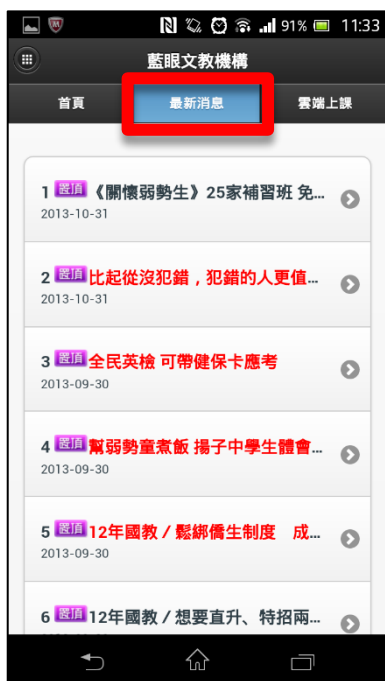 91% 11:33
藍眼文教機構
首頁 最新消息 雲端上課
1 置頂 《關懷弱勢生》25家補習班 免...
2013-10-31
2 置頂 比起從沒犯錯，犯錯的人更值...
2013-10-31
3 置頂 全民英檢 可帶健保卡應考
2013-09-30
4 置頂 幫弱勢童煮飯 揚子中學生體會...
2013-09-30
5 置頂 12年國教／鬆綁僑生制度　成...
2013-09-30
6 置頂 12年國教／想要直升、特招兩...